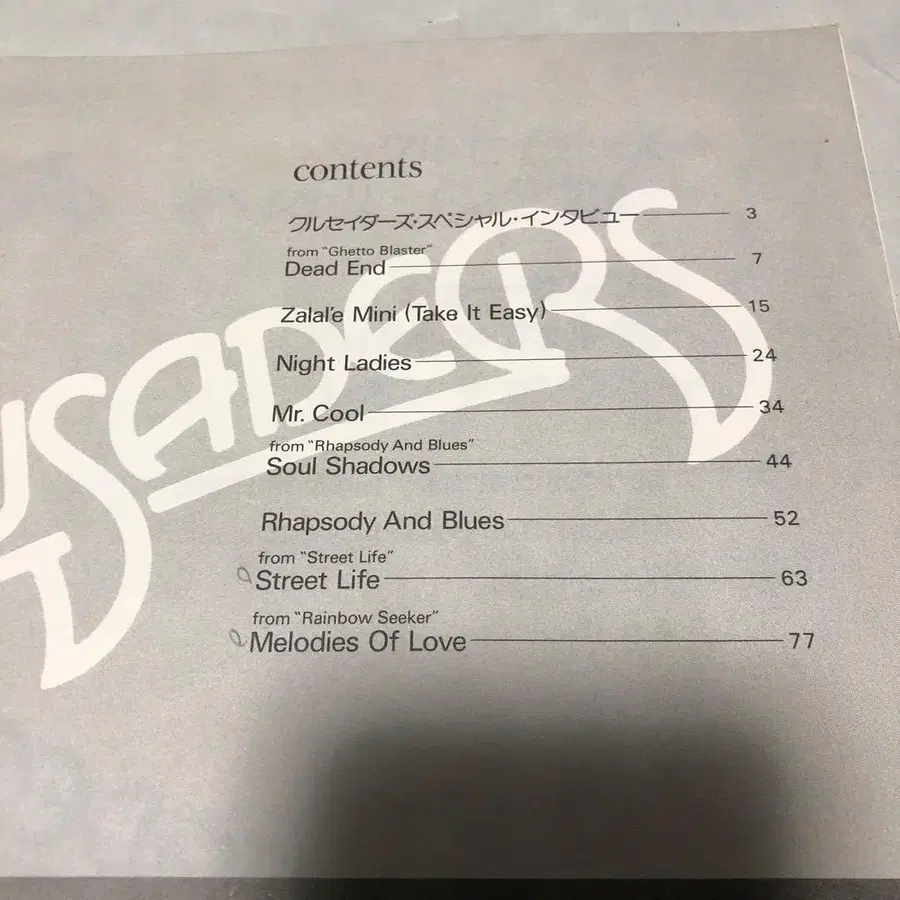 contents
クルセイダーズ・スペシャル・インタビュー 3
from "Ghetto Blaster"
Dead End 7
Zalal'e Mini (Take It Easy) 15
Night Ladies 24
Mr. Cool 34
from "Rhapsody And Blues"
Soul Shadows 44
Rhapsody And Blues 52
from "Street Life"
Street Life 63
from "Rainbow Seeker"
Melodies Of Love 77
USADERS